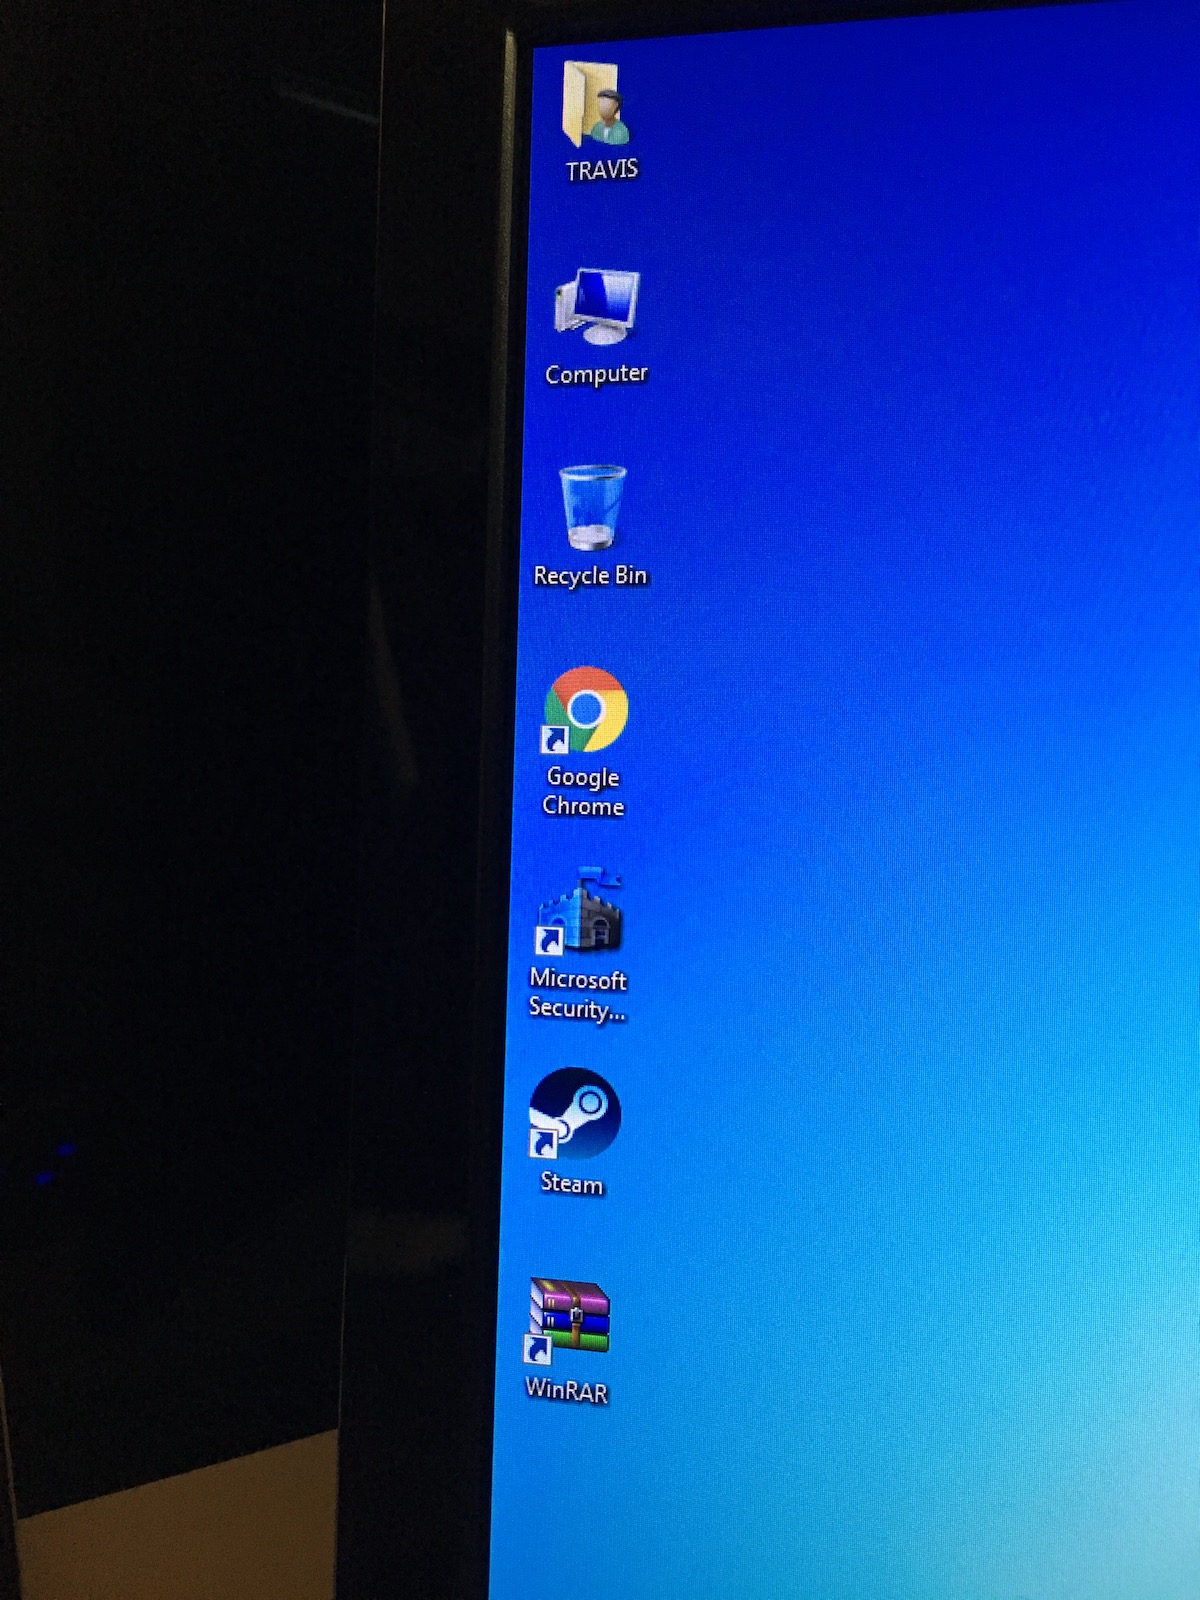 TRAVIS
Computer
Recycle Bin
Google
Chrome
Microsoft
Security...
Steam
WinRAR